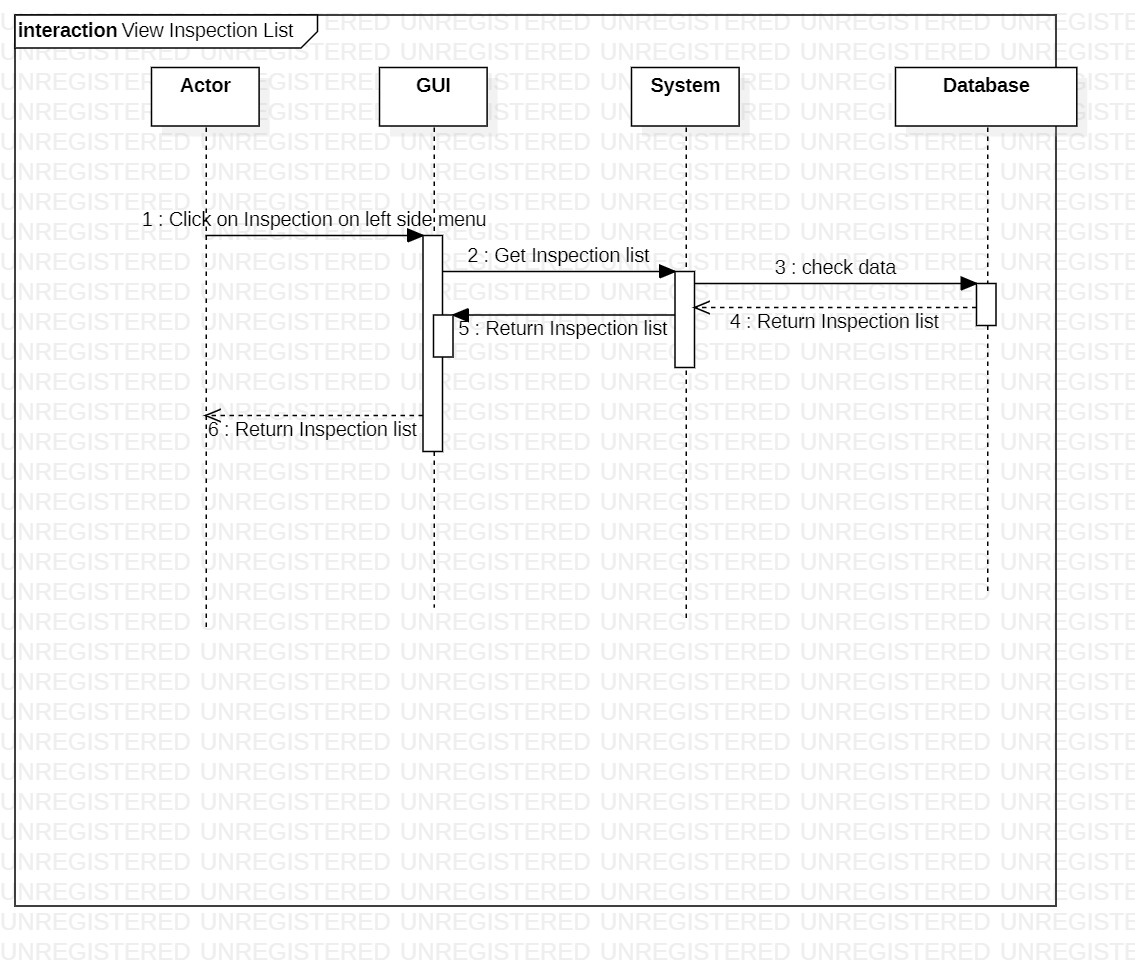 interaction View Inspection List
Actor
GUI
System
Database
1 : Click on Inspection on left side menu
2 : Get Inspection list
3 : check data
4 : Return Inspection list
5 : Return Inspection list
6 : Return Inspection list
UNREGISTERED